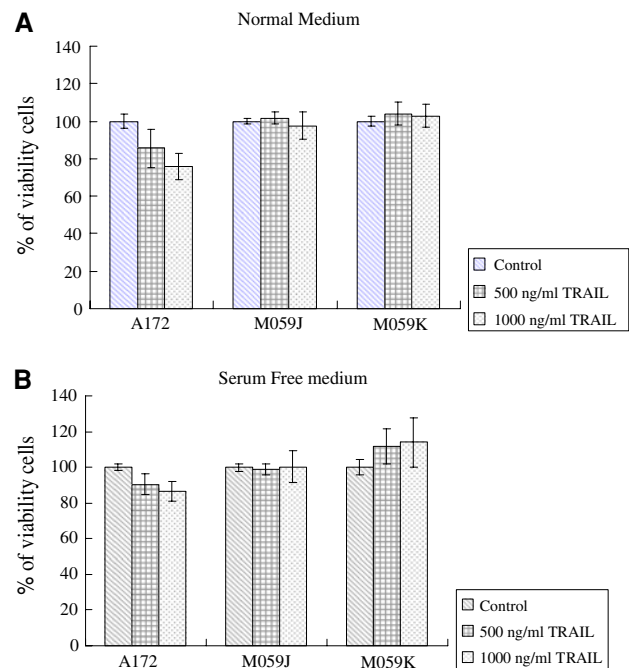 A
Normal Medium
% of viability cells
140
120
100
80
60
40
20
0
A172
M059J
M059K
Control
500 ng/ml TRAIL
1000 ng/ml TRAIL
B
Serum Free medium
% of viability cells
140
120
100
80
60
40
20
0
A172
M059J
M059K
Control
500 ng/ml TRAIL
1000 ng/ml TRAIL